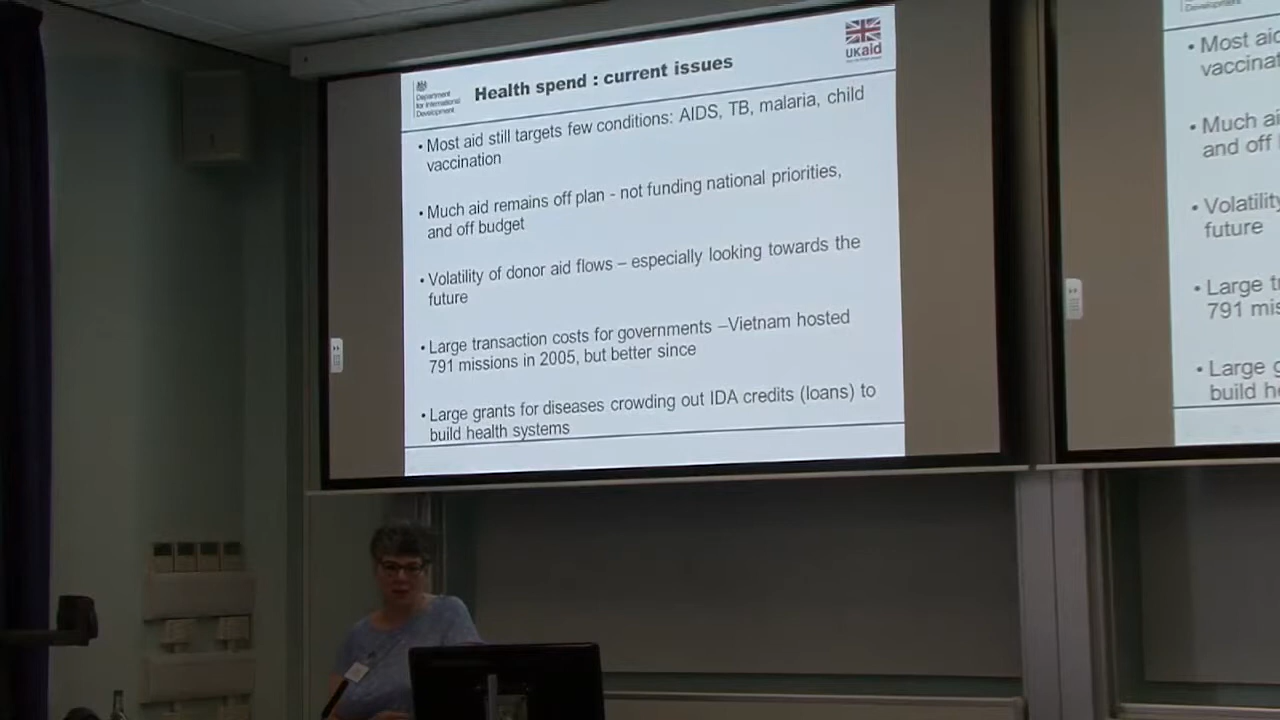 Department
for International
Development
Health spend : current issues
UKaid
• Most aid still targets few conditions: AIDS, TB, malaria, child
vaccination
• Much aid remains off plan - not funding national priorities,
and off budget
• Volatility of donor aid flows – especially looking towards the
future
• Large transaction costs for governments –Vietnam hosted
791 missions in 2005, but better since
• Large grants for diseases crowding out IDA credits (loans) to
build health systems
Development
• Most aid
vaccinat
• Much ai
and off
• Volatility
future
• Large t
791 mis
• Large g
build he